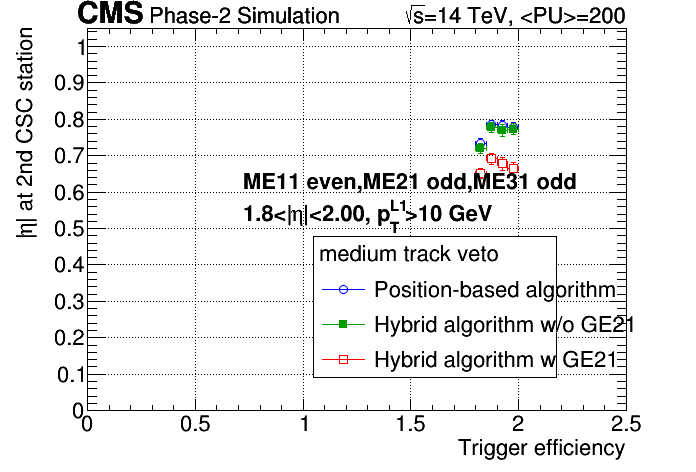 CMS Phase-2 Simulation √s=14 TeV, <PU>=200
|η| at 2nd CSC station
1
0.9
0.8
0.7
0.6
0.5
0.4
0.3
0.2
0.1
0
ME11 even,ME21 odd,ME31 odd
1.8<|η|<2.00, p_T^L1>10 GeV
medium track veto
Position-based algorithm
Hybrid algorithm w/o GE21
Hybrid algorithm w GE21
0 0.5 1 1.5 2 2.5
Trigger efficiency